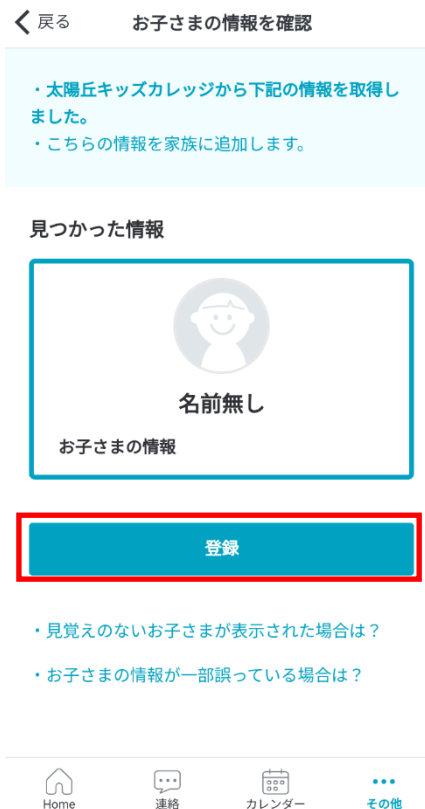 戻る お子さまの情報を確認
・太陽丘キッズカレッジから下記の情報を取得し
ました。
・こちらの情報を家族に追加します。
見つかった情報
名前無し
お子さまの情報
登録
・見覚えのないお子さまが表示された場合は？
・お子さまの情報が一部誤っている場合は？
Home 連絡 カレンダー その他